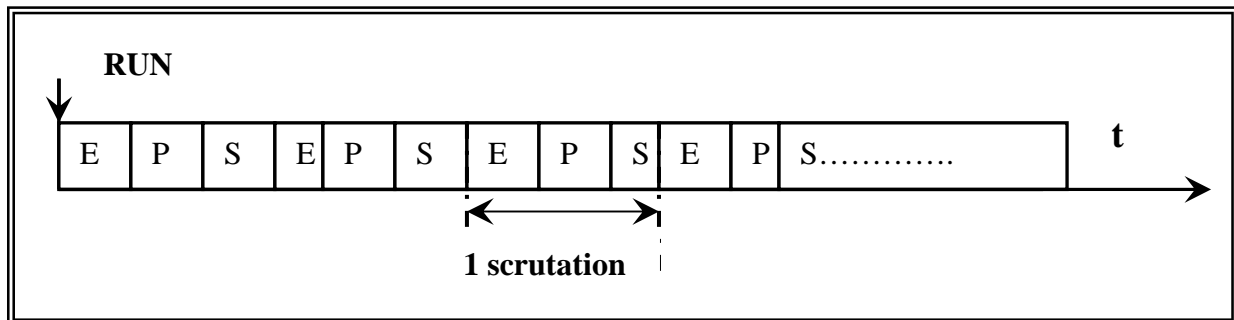 RUN
E P S E P S E P S E P S………….
t
1 scrutation